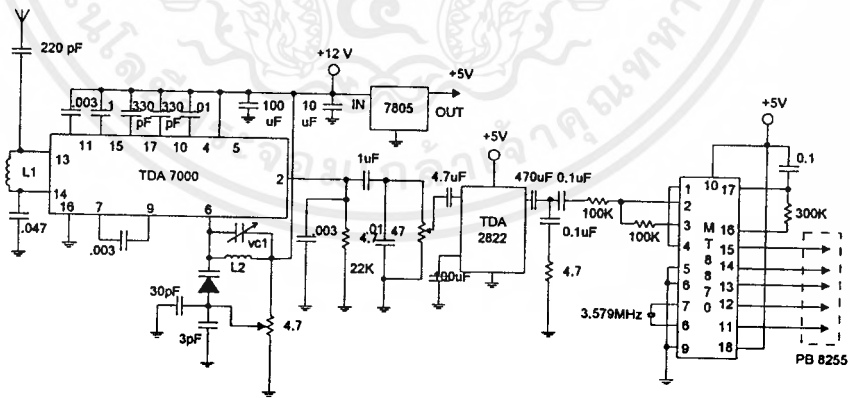 220 pF
+12 V
+5V
.003
.1
330 pF
330 pF
.01
100 uF
10 uF
IN
7805
OUT
11
15
17
10
4
5
13
L1
14
TDA 7000
2
16
7
9
6
.047
.003
vc1
L2
30pF
3pF
4.7
1uF
.003
22K
.01
4.7
47
4.7uF
+5V
TDA 2822
100uF
470uF
0.1uF
0.1uF
4.7
100K
100K
+5V
0.1
300K
1
2
3
4
5
6
7
6
9
10
17
16
15
14
13
12
11
18
MT8870
3.579MHz
PB 8255